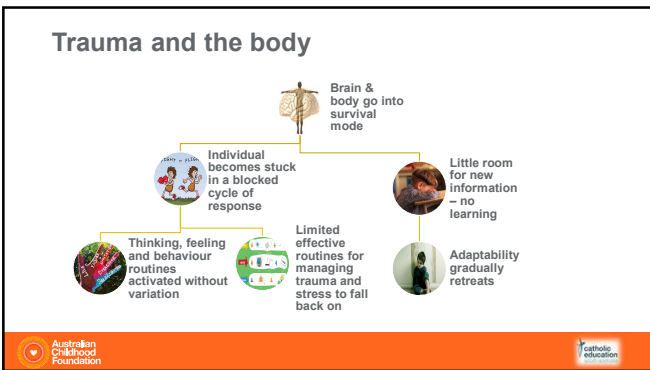 Trauma and the body
Brain &
body go into
survival
mode
Individual
becomes stuck
in a blocked
cycle of
response
Little room
for new
information
– no
learning
Thinking, feeling
and behaviour
routines
activated without
variation
Limited
effective
routines for
managing
trauma and
stress to fall
back on
Adaptability
gradually
retreats
Australian
Childhood
Foundation
catholic
education